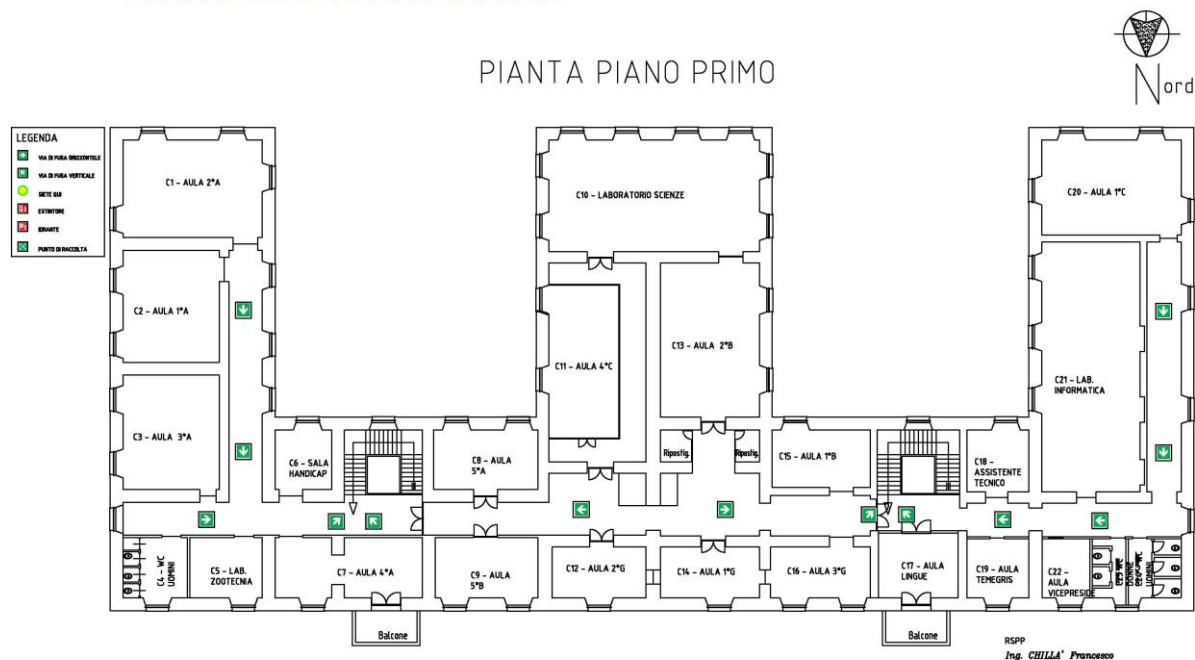 Nord
PIANTA PIANO PRIMO
LEGENDA
VIA DI FUGA ORIZZONTELE
VIA DI FUGA VERTICALE
SIETE QUI
ESTINTORE
IDRANTE
PUNTO DI RACCOLTA
C1 - AULA 2°A
C10 - LABORATORIO SCIENZE
C20 - AULA 1°C
C2 - AULA 1°A
C13 - AULA 2°B
C11 - AULA 4°C
C21 - LAB.
INFORMATICA
C3 - AULA 3°A
C6 - SALA
HANDICAP
C8 - AULA
5°A
Ripostig.
Ripostig.
C15 - AULA 1°B
C18 -
ASSISTENTE
TECNICO
C4 - WC
UOMINI
C5 - LAB.
ZOOTECNIA
C7 - AULA 4°A
C9 - AULA
5°B
C12 - AULA 2°G
C14 - AULA 1°G
C16 - AULA 3°G
C17 - AULA
LINGUE
C19 - AULA
TEMEGRIS
C22 -
AULA
VICEPRESIDE
DONNE
UOMINI
Balcone
Balcone
RSPP
Ing. CHILLA' Francesco